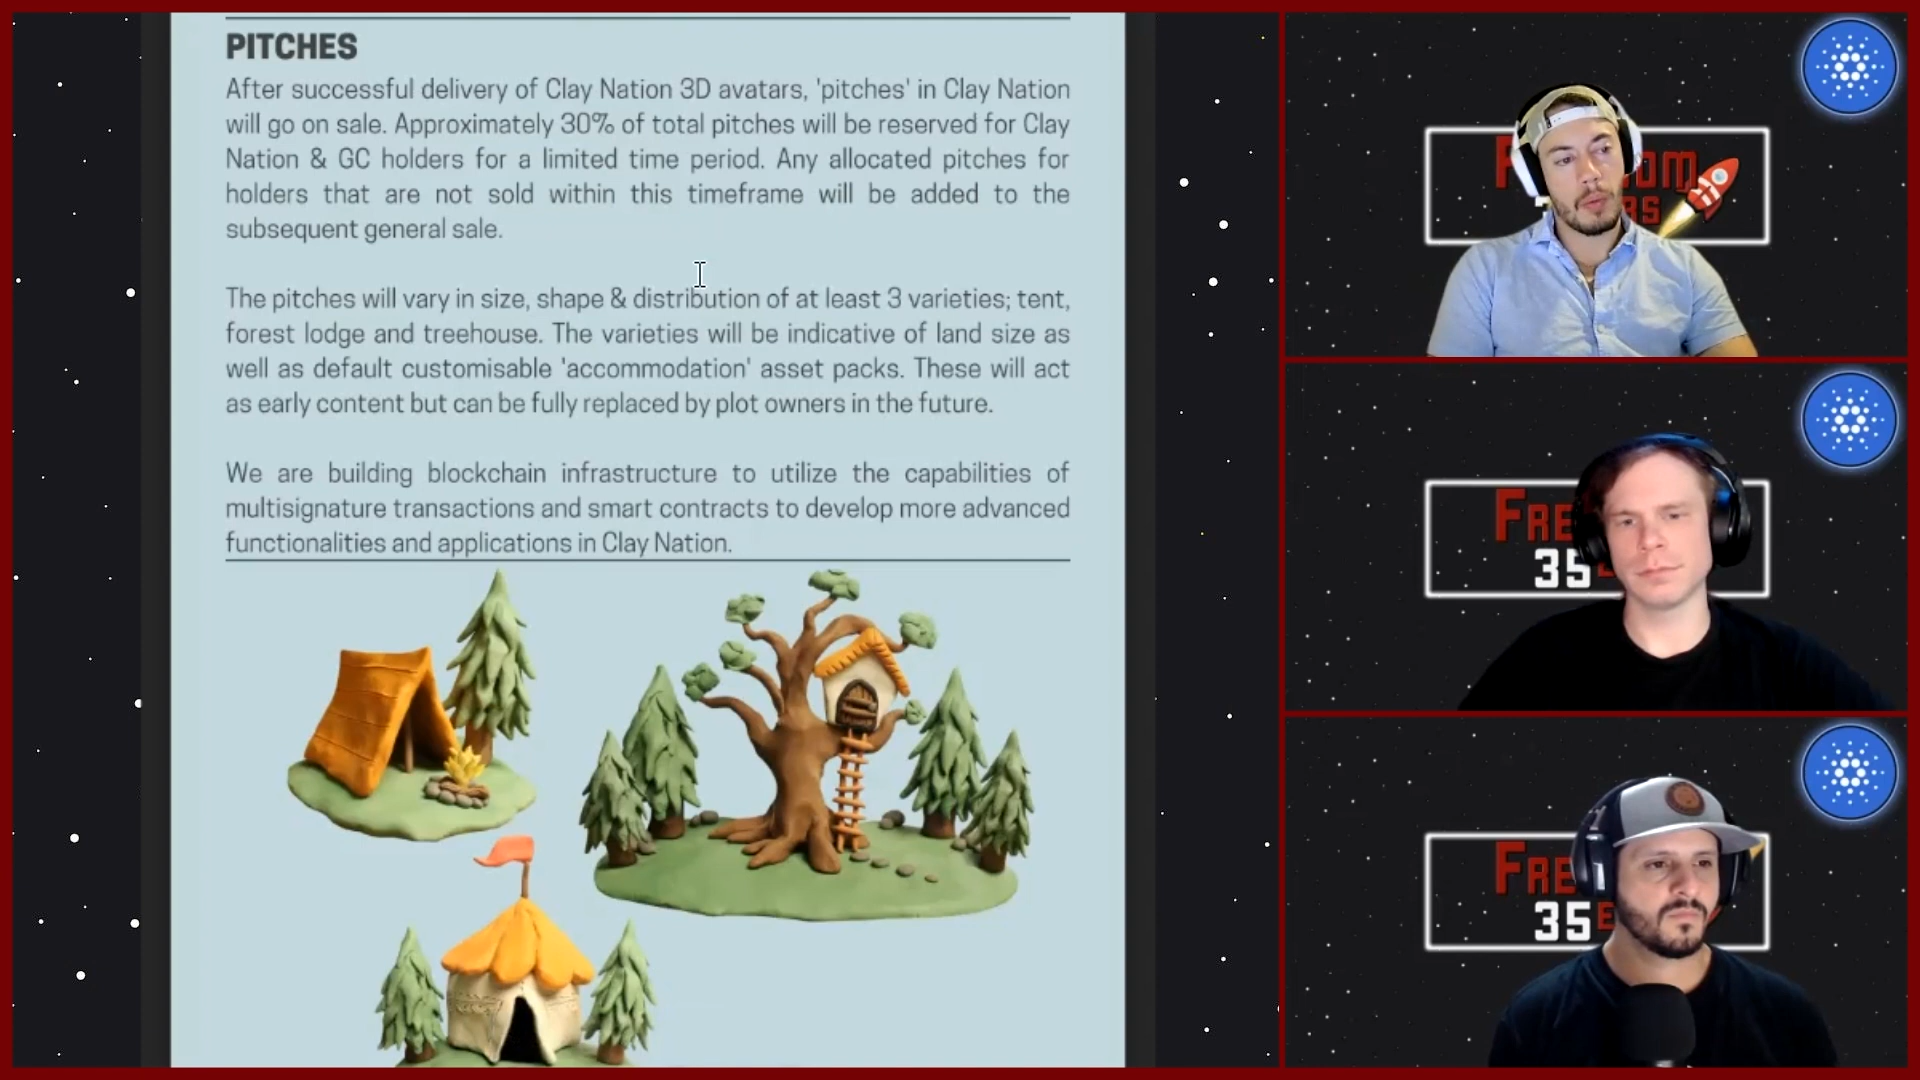 PITCHES
After successful delivery of Clay Nation 3D avatars, 'pitches' in Clay Nation
will go on sale. Approximately 30% of total pitches will be reserved for Clay
Nation & GC holders for a limited time period. Any allocated pitches for
holders that are not sold within this timeframe will be added to the
subsequent general sale.
The pitches will vary in size, shape & distribution of at least 3 varieties; tent,
forest lodge and treehouse. The varieties will be indicative of land size as
well as default customisable 'accommodation' asset packs. These will act
as early content but can be fully replaced by plot owners in the future.
We are building blockchain infrastructure to utilize the capabilities of
multisignature transactions and smart contracts to develop more advanced
functionalities and applications in Clay Nation.
35
35